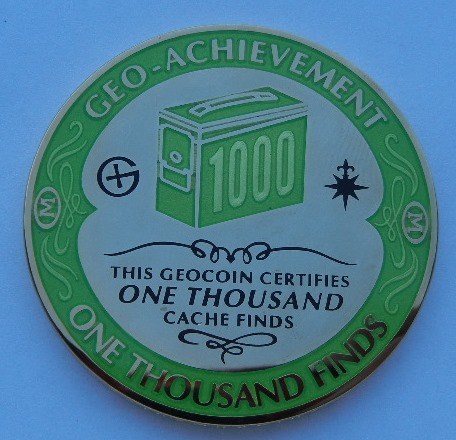 GEO-ACHIEVEMENT
1000
M
M
THIS GEOCOIN CERTIFIES
ONE THOUSAND
CACHE FINDS
ONE THOUSAND FINDS